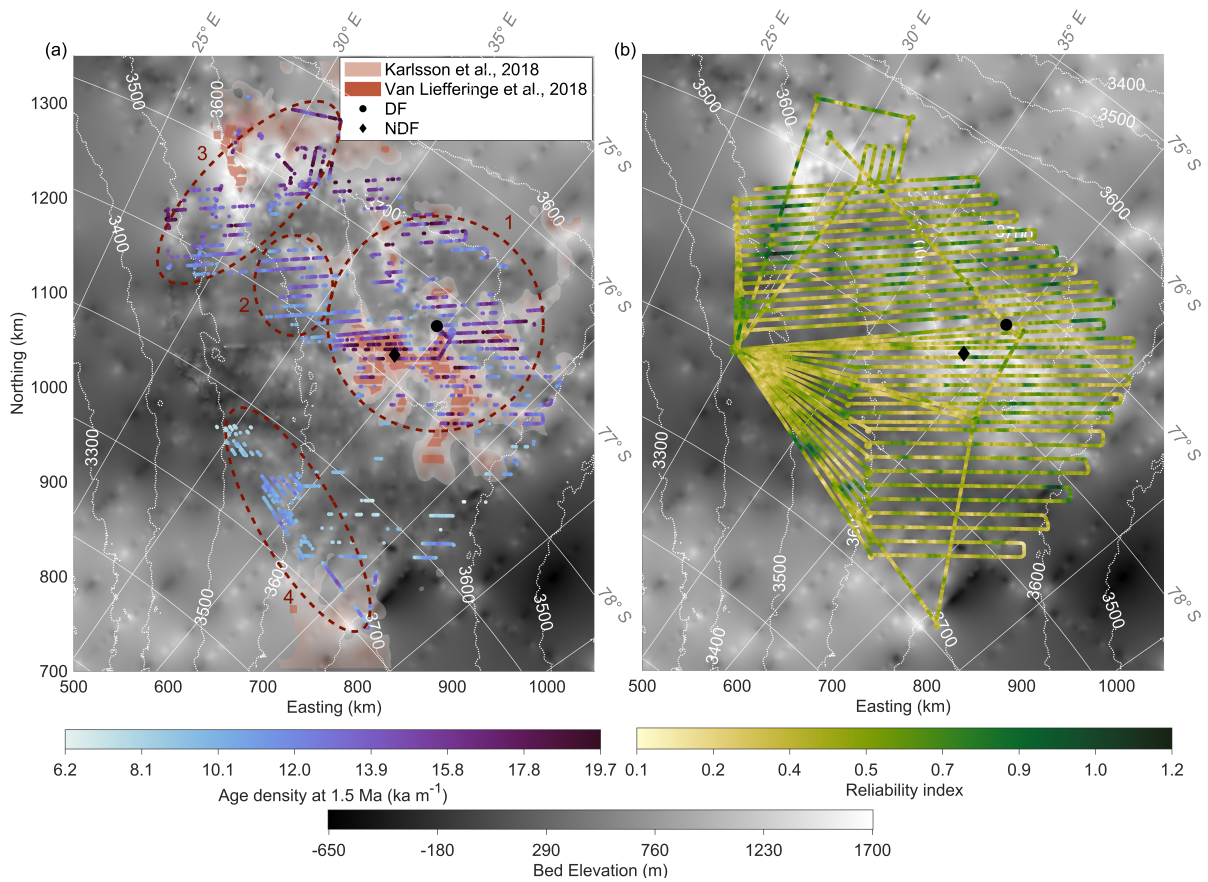 (a)
25° E
30° E
35° E
Karlsson et al., 2018
Van Liefferinge et al., 2018
DF
NDF
3500
3600
3400
3300
3500
3600
3700
3600
3600
3500
1
2
3
4
75° S
76° S
77° S
78° S
1300
1200
1100
1000
900
800
700
Northing (km)
500
600
700
800
900
1000
Easting (km)
6.2
8.1
10.1
12.0
13.9
15.8
17.8
19.7
Age density at 1.5 Ma (ka m⁻¹)
(b)
25° E
30° E
35° E
3500
3600
3400
3500
3600
3300
3400
3500
3700
3600
3500
75° S
76° S
77° S
78° S
500
600
700
800
900
1000
Easting (km)
0.1
0.2
0.4
0.5
0.7
0.9
1.0
1.2
Reliability index
-650
-180
290
760
1230
1700
Bed Elevation (m)